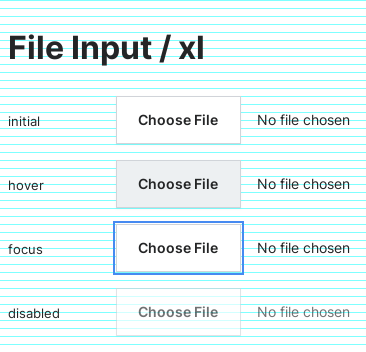 File Input / xl
initial Choose File No file chosen
hover Choose File No file chosen
focus Choose File No file chosen
disabled Choose File No file chosen